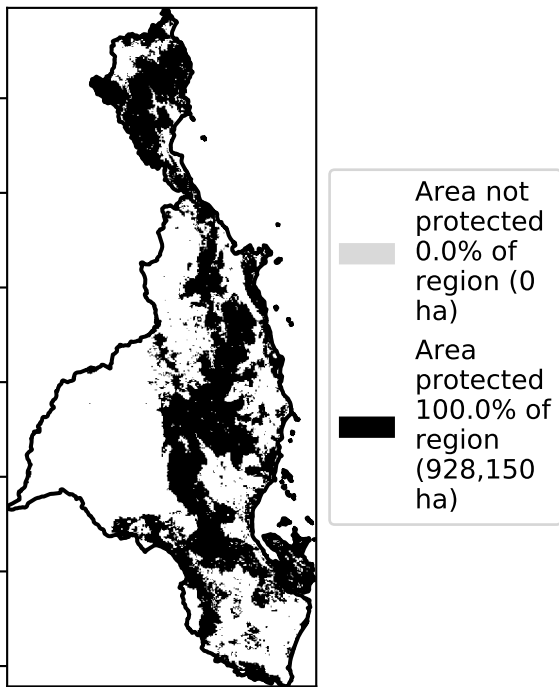 Area not
protected
0.0% of
region (0
ha)
Area
protected
100.0% of
region
(928,150
ha)